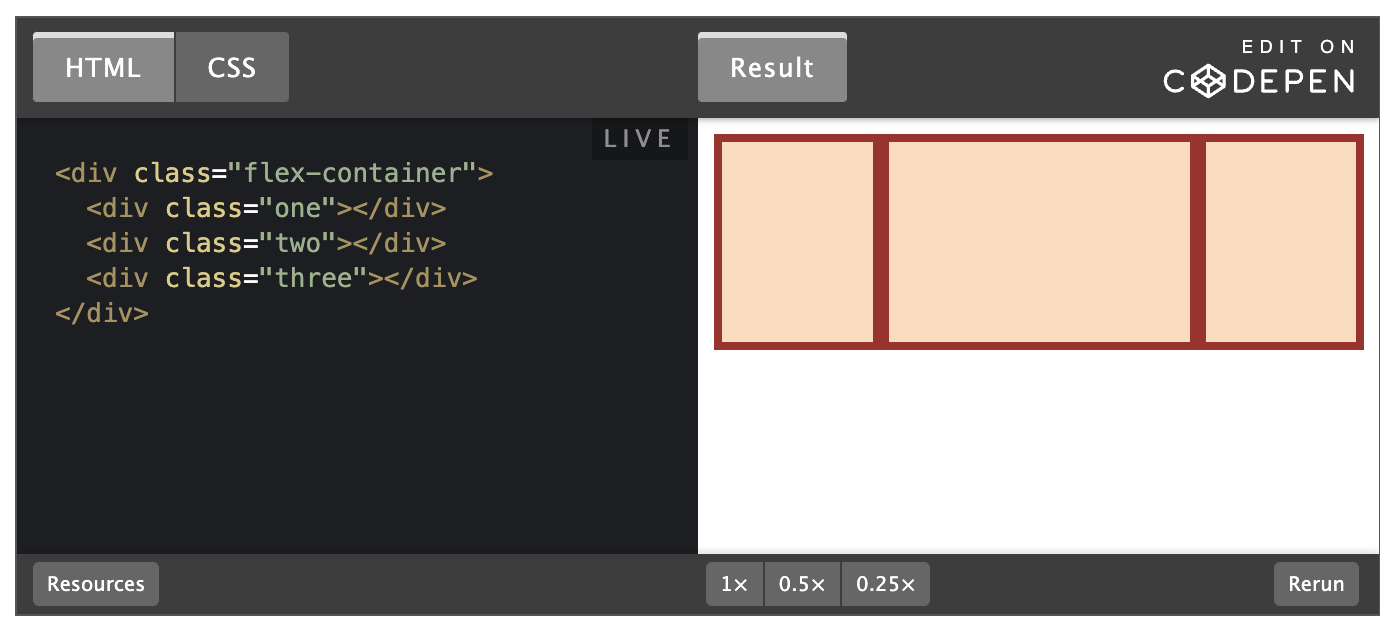 HTML CSS Result EDIT ON
CODEPEN
LIVE
<div class="flex-container">
  <div class="one"></div>
  <div class="two"></div>
  <div class="three"></div>
</div>
Resources 1× 0.5× 0.25× Rerun